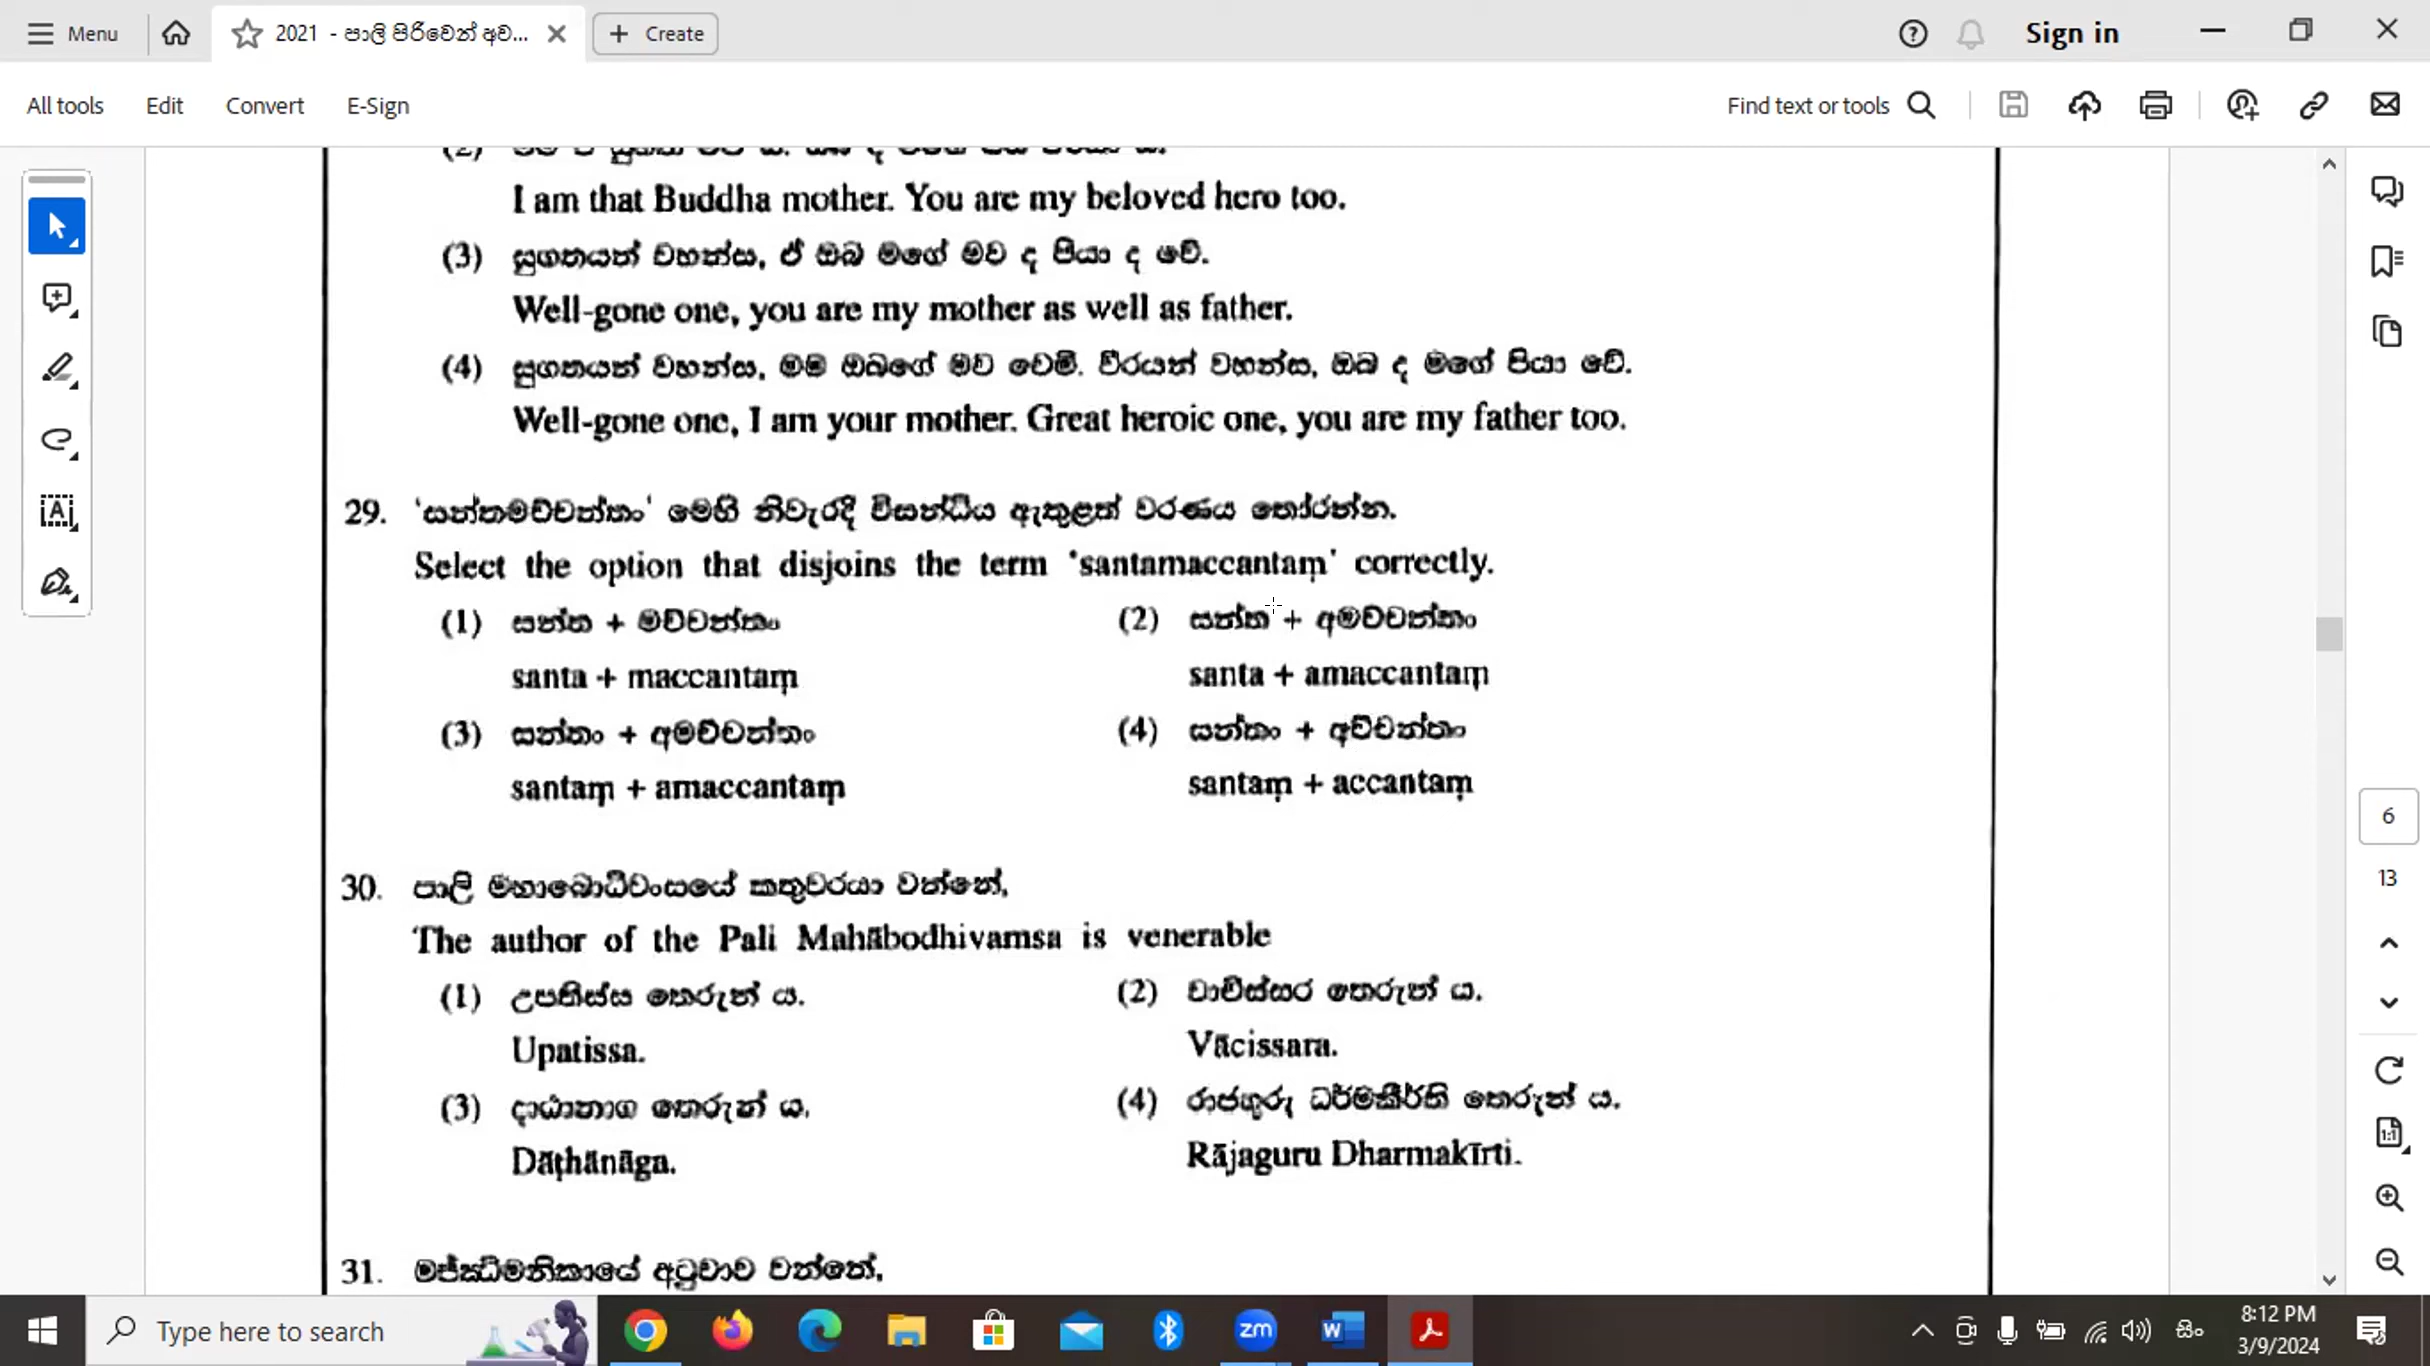 Menu
2021 - පාලි පිරිවෙන් අව...
Create
Sign in
All tools
Edit
Convert
E-Sign
Find text or tools
(2)
I am that Buddha mother. You are my beloved hero too.
(3) සුගතයන් වහන්ස, ඒ ඔබ මගේ මව ද පියා ද වේ.
Well-gone one, you are my mother as well as father.
(4) සුගතයන් වහන්ස, මම ඔබගේ මව වෙමි. වීරයන් වහන්ස, ඔබ ද මගේ පියා වේ.
Well-gone one, I am your mother. Great heroic one, you are my father too.
29. 'සන්තමච්චන්තං' මෙහි නිවැරදි විසන්ධිය ඇතුළත් වරණය තෝරන්න.
Select the option that disjoins the term 'santamaccantaṃ' correctly.
(1) සන්ත + මච්චන්තං (2) සන්ත + අමච්චන්තං
santa + maccantaṃ santa + amaccantaṃ
(3) සන්තං + අමච්චන්තං (4) සන්තං + අච්චන්තං
santaṃ + amaccantaṃ santaṃ + accantaṃ
30. පාලි මහාබොධිවංසයේ කතුවරයා වන්නේ,
The author of the Pali Mahābodhivamsa is venerable
(1) උපතිස්ස තෙරුන් ය. (2) වාචිස්සර තෙරුන් ය.
Upatissa. Vācissara.
(3) දාඨානාග තෙරුන් ය. (4) රාජගුරු ධර්මකීර්ති තෙරුන් ය.
Dāṭhānāga. Rājaguru Dharmakīrti.
31. මජ්ඣිමනිකායේ අටුවාව වන්නේ,
6
13
Type here to search
zm
W
සිං
8:12 PM
3/9/2024